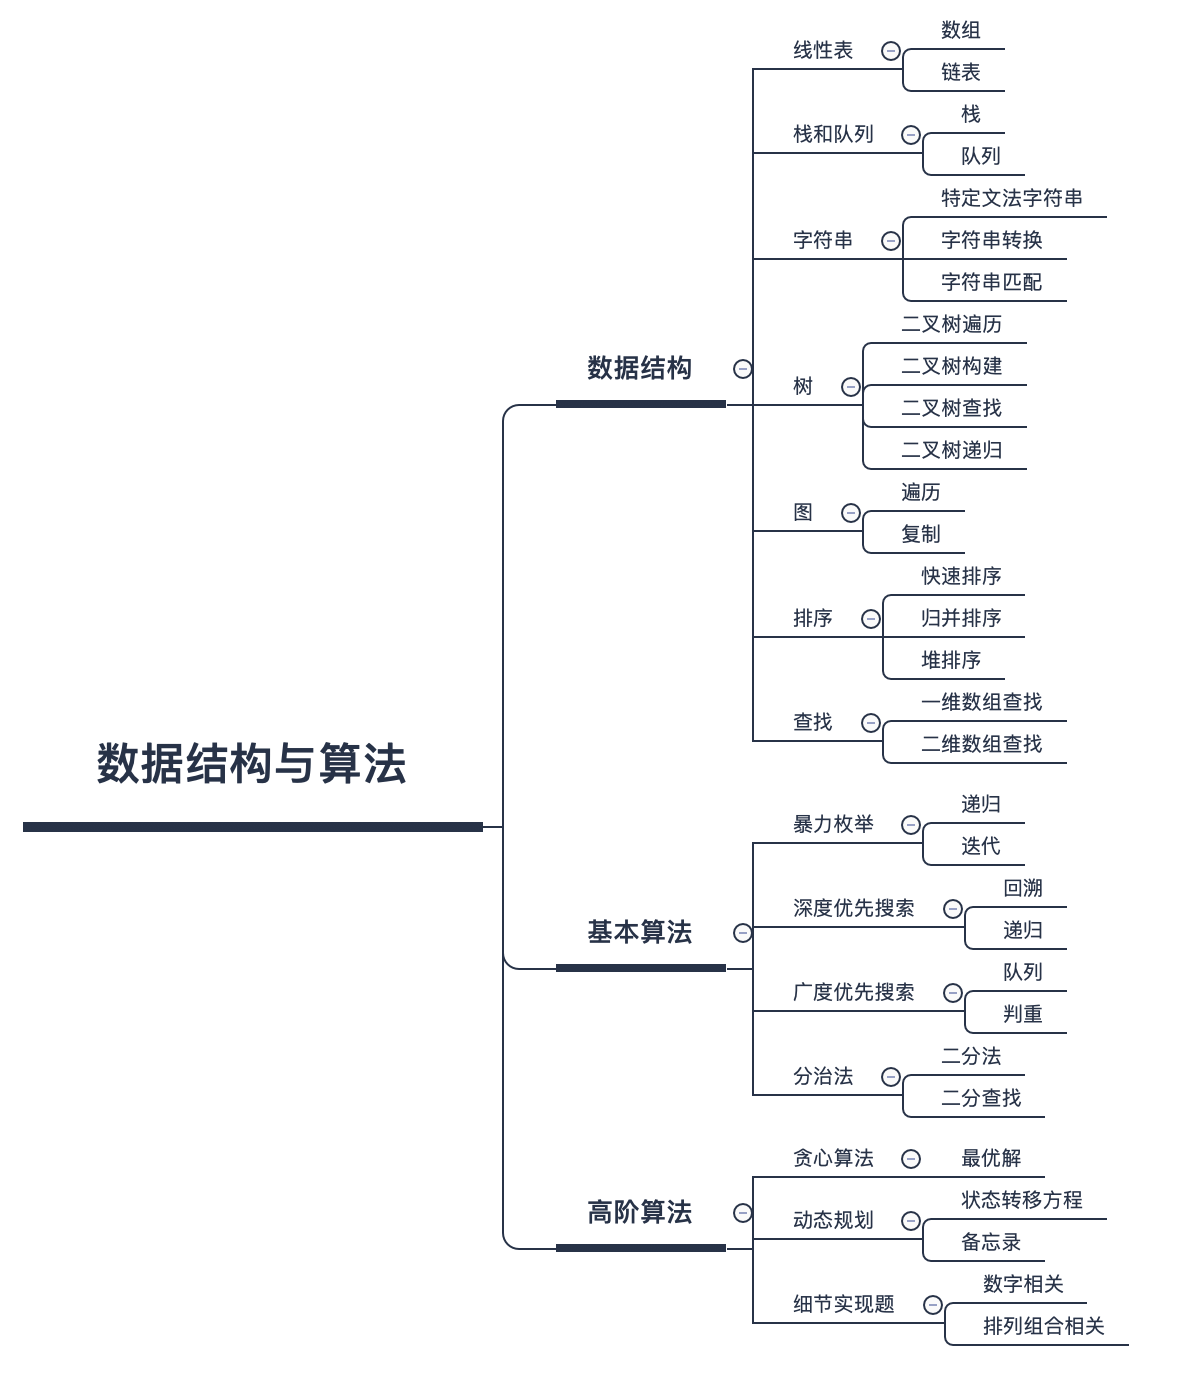 数据结构与算法
数据结构
线性表
数组
链表
栈和队列
栈
队列
字符串
特定文法字符串
字符串转换
字符串匹配
树
二叉树遍历
二叉树构建
二叉树查找
二叉树递归
图
遍历
复制
排序
快速排序
归并排序
堆排序
查找
一维数组查找
二维数组查找
基本算法
暴力枚举
递归
迭代
深度优先搜索
回溯
递归
广度优先搜索
队列
判重
分治法
二分法
二分查找
高阶算法
贪心算法
最优解
动态规划
状态转移方程
备忘录
细节实现题
数字相关
排列组合相关